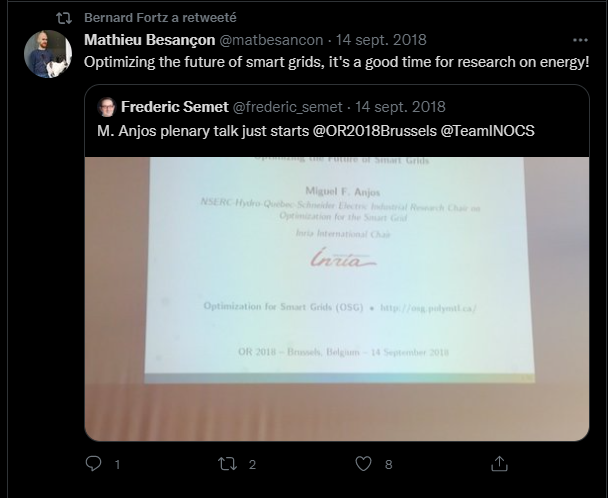 Bernard Fortz a retweeté
Mathieu Besançon @matbesancon · 14 sept. 2018
Optimizing the future of smart grids, it's a good time for research on energy!
Frederic Semet @frederic_semet · 14 sept. 2018
M. Anjos plenary talk just starts @OR2018Brussels @TeamINOCS
Optimizing the Future of Smart Grids
Miguel F. Anjos
NSERC-Hydro-Québec-Schneider Electric Industrial Research Chair on
Optimization for the Smart Grid
Inria International Chair
Inria
Optimization for Smart Grids (OSG) • http://osg.polymtl.ca/
OR 2018 – Brussels, Belgium – 14 September 2018
1 2 8